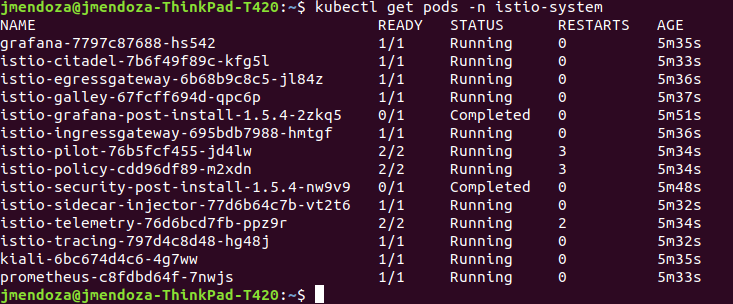 jmendoza@jmendoza-ThinkPad-T420:~$ kubectl get pods -n istio-system
NAME READY STATUS RESTARTS AGE
grafana-7797c87688-hs542 1/1 Running 0 5m35s
istio-citadel-7b6f49f89c-kfg5l 1/1 Running 0 5m33s
istio-egressgateway-6b68b9c8c5-jl84z 1/1 Running 0 5m36s
istio-galley-67fcff694d-qpc6p 1/1 Running 0 5m37s
istio-grafana-post-install-1.5.4-2zkq5 0/1 Completed 0 5m51s
istio-ingressgateway-695bdb7988-hmtgf 1/1 Running 0 5m36s
istio-pilot-76b5fcf455-jd4lw 2/2 Running 3 5m34s
istio-policy-cdd96df89-m2xdn 2/2 Running 3 5m34s
istio-security-post-install-1.5.4-nw9v9 0/1 Completed 0 5m48s
istio-sidecar-injector-77d6b64c7b-vt2t6 1/1 Running 0 5m32s
istio-telemetry-76d6bcd7fb-ppz9r 2/2 Running 2 5m34s
istio-tracing-797d4c8d48-hg48j 1/1 Running 0 5m32s
kiali-6bc674d4c6-4g7ww 1/1 Running 0 5m35s
prometheus-c8fdbd64f-7nwjs 1/1 Running 0 5m33s
jmendoza@jmendoza-ThinkPad-T420:~$